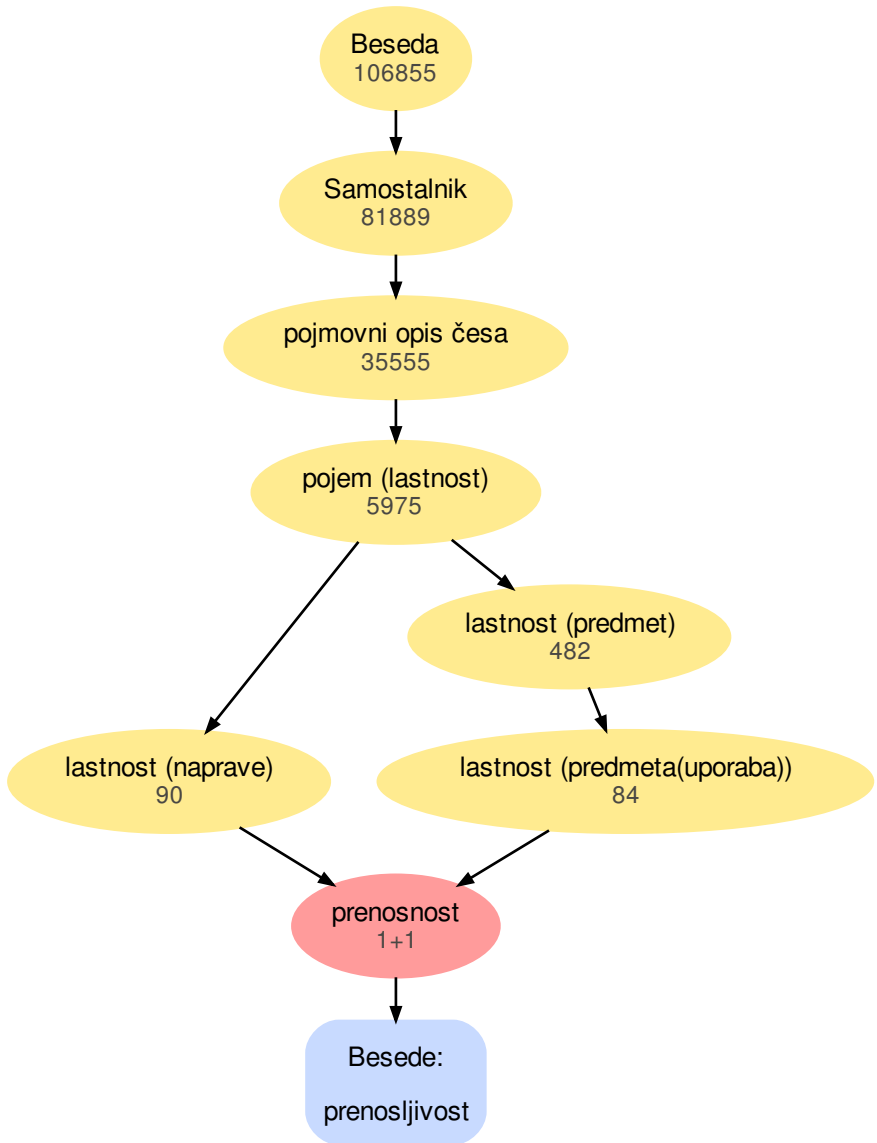 Beseda
106855
Samostalnik
81889
pojmovni opis česa
35555
pojem (lastnost)
5975
lastnost (predmet)
482
lastnost (naprave)
90
lastnost (predmeta(uporaba))
84
prenosnost
1+1
Besede:
prenosljivost